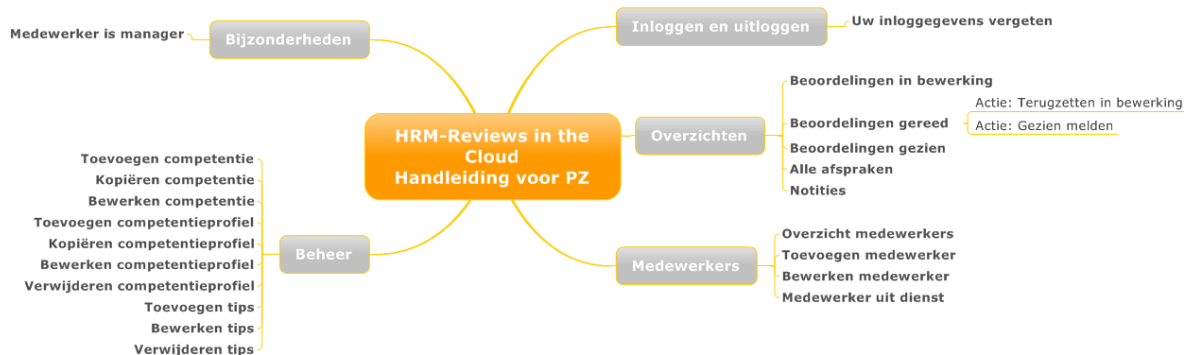 HRM-Reviews in the
Cloud
Handleiding voor PZ
Inloggen en uitloggen
Uw inloggegevens vergeten
Overzichten
Beoordelingen in bewerking
Beoordelingen gereed
Actie: Terugzetten in bewerking
Actie: Gezien melden
Beoordelingen gezien
Alle afspraken
Notities
Medewerkers
Overzicht medewerkers
Toevoegen medewerker
Bewerken medewerker
Medewerker uit dienst
Beheer
Toevoegen competentie
Kopiëren competentie
Bewerken competentie
Toevoegen competentieprofiel
Kopiëren competentieprofiel
Bewerken competentieprofiel
Verwijderen competentieprofiel
Toevoegen tips
Bewerken tips
Verwijderen tips
Bijzonderheden
Medewerker is manager